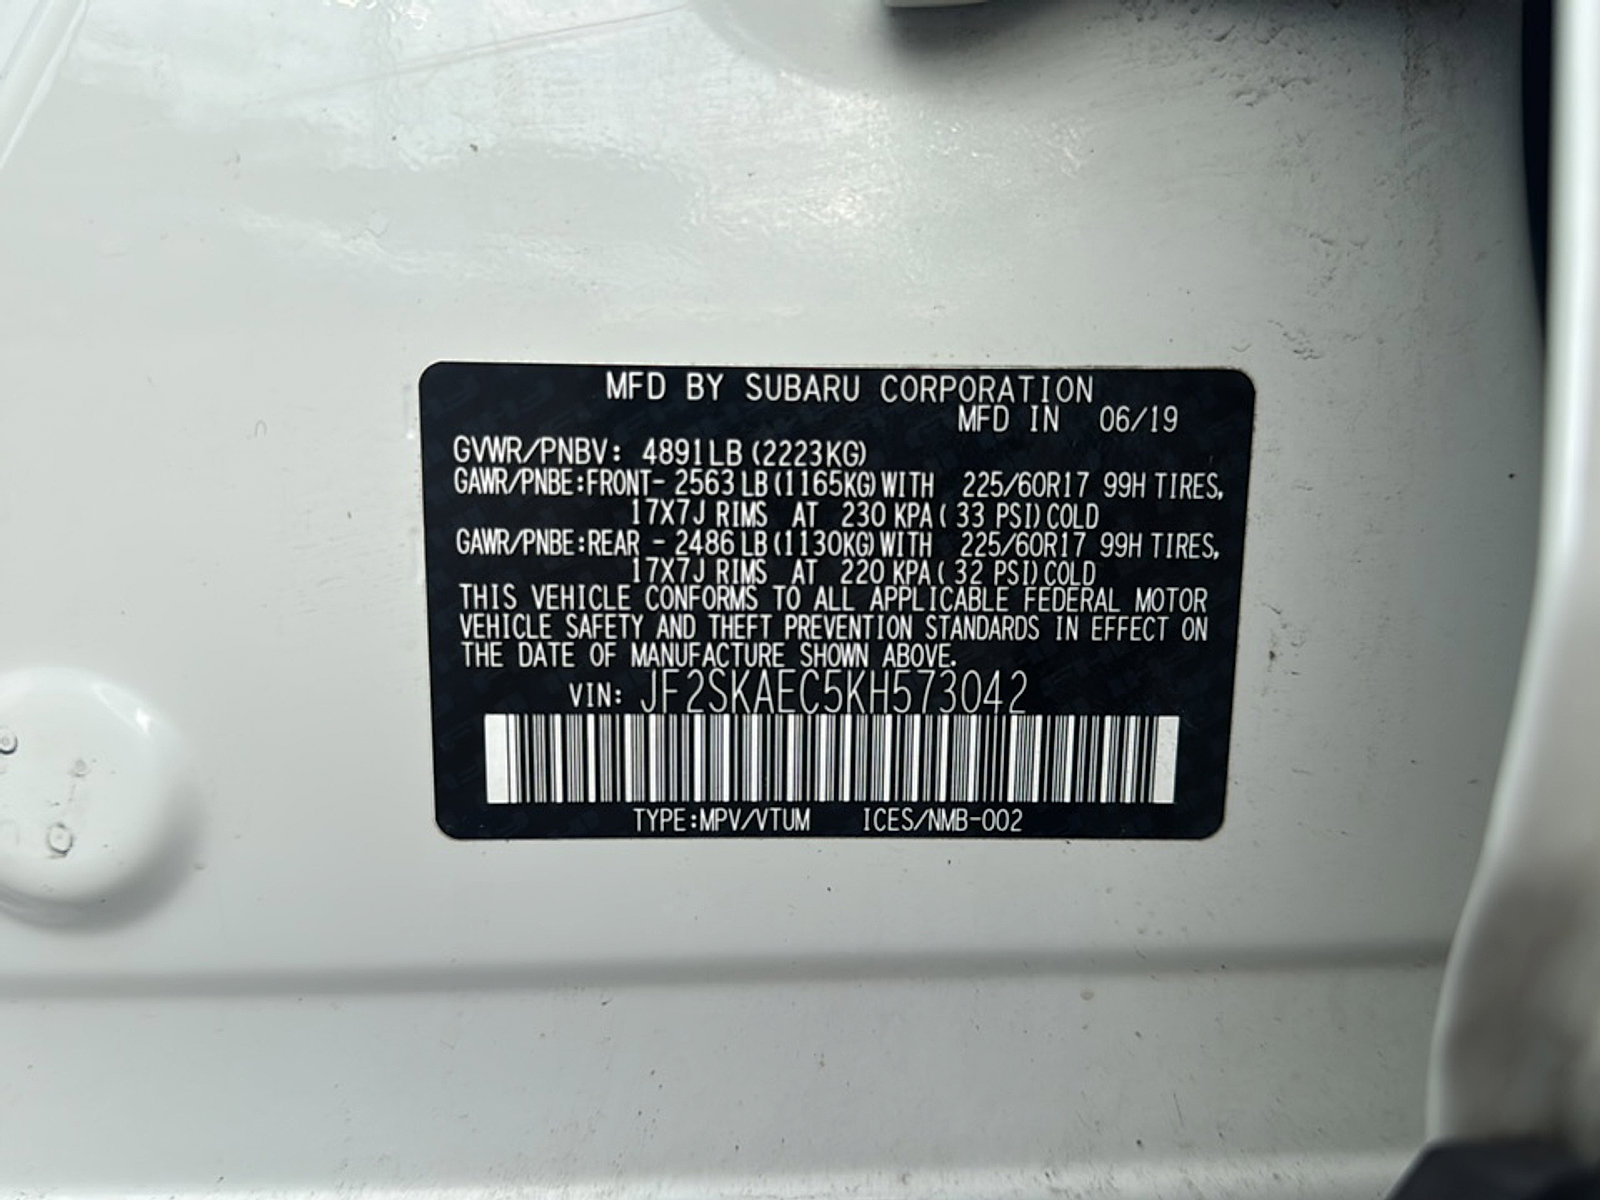 MFD BY SUBARU CORPORATION
MFD IN 06/19
GVWR/PNBV: 4891LB (2223KG)
GAWR/PNBE:FRONT- 2563LB (1165KG) WITH 225/60R17 99H TIRES,
17X7J RIMS AT 230 KPA( 33 PSI) COLD
GAWR/PNBE:REAR - 2486LB (1130KG) WITH 225/60R17 99H TIRES,
17X7J RIMS AT 220 KPA( 32 PSI) COLD
THIS VEHICLE CONFORMS TO ALL APPLICABLE FEDERAL MOTOR
VEHICLE SAFETY AND THEFT PREVENTION STANDARDS IN EFFECT ON
THE DATE OF MANUFACTURE SHOWN ABOVE.
VIN: JF2SKAEC5KH573042
TYPE:MPV/VTUM ICES/NMB-002